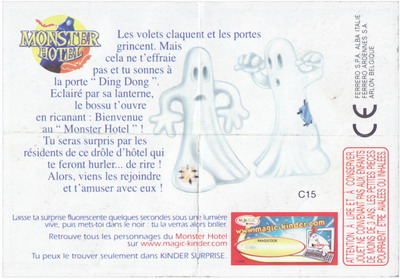 MONSTER
HOTEL
Les volets claquent et les portes
grincent. Mais
cela ne t'effraie
pas et tu sonnes à
la porte “ Ding Dong ”.
Eclairé par sa lanterne,
le bossu t'ouvre
en ricanant : Bienvenue
au “ Monster Hotel ” !
Tu seras surpris par les
résidents de ce drôle d'hôtel qui
te feront hurler... de rire !
Alors, viens les rejoindre
et t'amuser avec eux !
C15
Laisse ta surprise fluorescente quelques secondes sous une lumière
vive, puis mets-toi dans le noir : tu la verras alors briller.
Retrouve tous les personnages du Monster Hotel
sur www.magic-kinder.com
Tu peux le trouver seulement dans KINDER SURPRISE.
www.magic-kinder.com
MAGICODE
FERRERO S.P.A. ALBA ITALIE
FERRERO ARDENNES S.A.
ARLON BELGIQUE
CE
ATTENTION, A LIRE ET A CONSERVER:
JOUET NE CONVENANT PAS AUX ENFANTS
DE MOINS DE 3 ANS. LES PETITES PIECES
POURRAIENT ETRE AVALEES OU INHALEES.